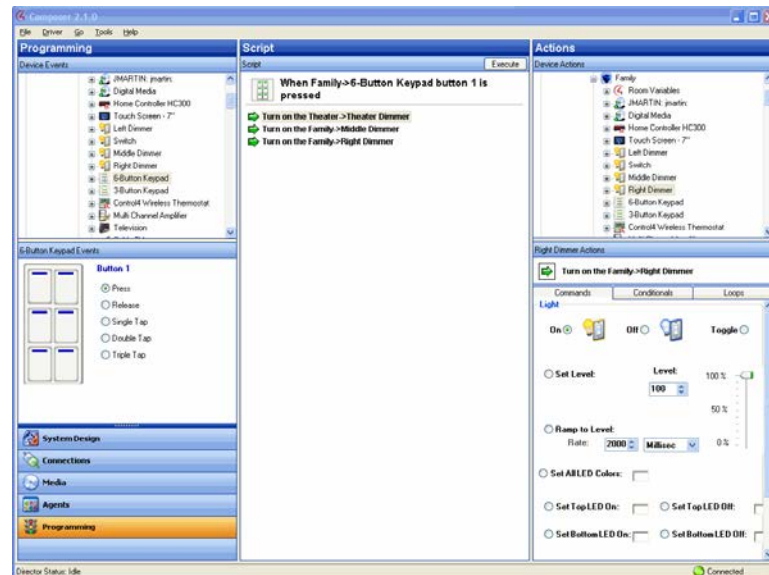 Composer 2.1.0
File Driver Go Tools Help
Programming
Device Events
JMARTIN: jmartin
Digital Media
Home Controller HC300
Touch Screen - 7"
Left Dimmer
Switch
Middle Dimmer
Right Dimmer
6-Button Keypad
3-Button Keypad
Control4 Wireless Thermostat
Multi Channel Amplifier
Television
6-Button Keypad Events
Button 1
Press
Release
Single Tap
Double Tap
Triple Tap
System Design
Connections
Media
Agents
Programming
Director Status: Idle
Script
Script Execute
When Family->6-Button Keypad button 1 is
pressed
Turn on the Theater->Theater Dimmer
Turn on the Family->Middle Dimmer
Turn on the Family->Right Dimmer
Actions
Device Actions
Family
Room Variables
JMARTIN: jmartin
Digital Media
Home Controller HC300
Touch Screen - 7"
Left Dimmer
Switch
Middle Dimmer
Right Dimmer
6-Button Keypad
3-Button Keypad
Control4 Wireless Thermostat
Right Dimmer Actions
Turn on the Family->Right Dimmer
Commands Conditionals Loops
Light
On Off Toggle
Set Level: Level: 100 %
100
50 %
Ramp to Level:
Rate: 2000 Millisec 0 %
Set All LED Colors:
Set Top LED On: Set Top LED Off:
Set Bottom LED On: Set Bottom LED Off:
Connected